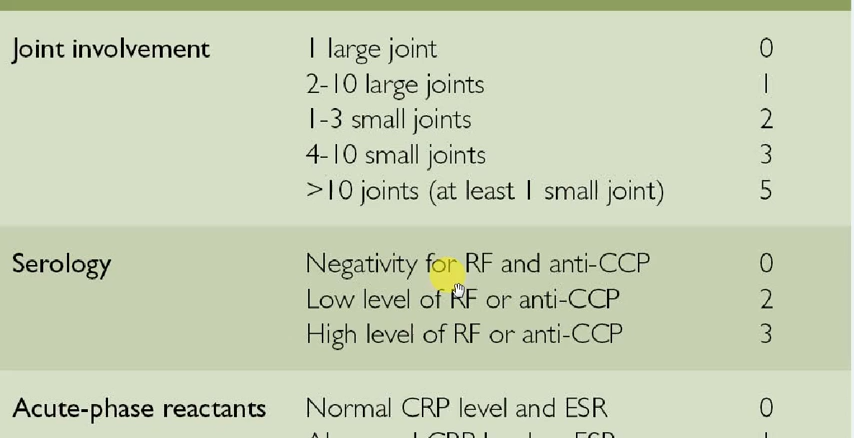 Joint involvement 1 large joint 0
2-10 large joints 1
1-3 small joints 2
4-10 small joints 3
>10 joints (at least 1 small joint) 5
Serology Negativity for RF and anti-CCP 0
Low level of RF or anti-CCP 2
High level of RF or anti-CCP 3
Acute-phase reactants Normal CRP level and ESR 0